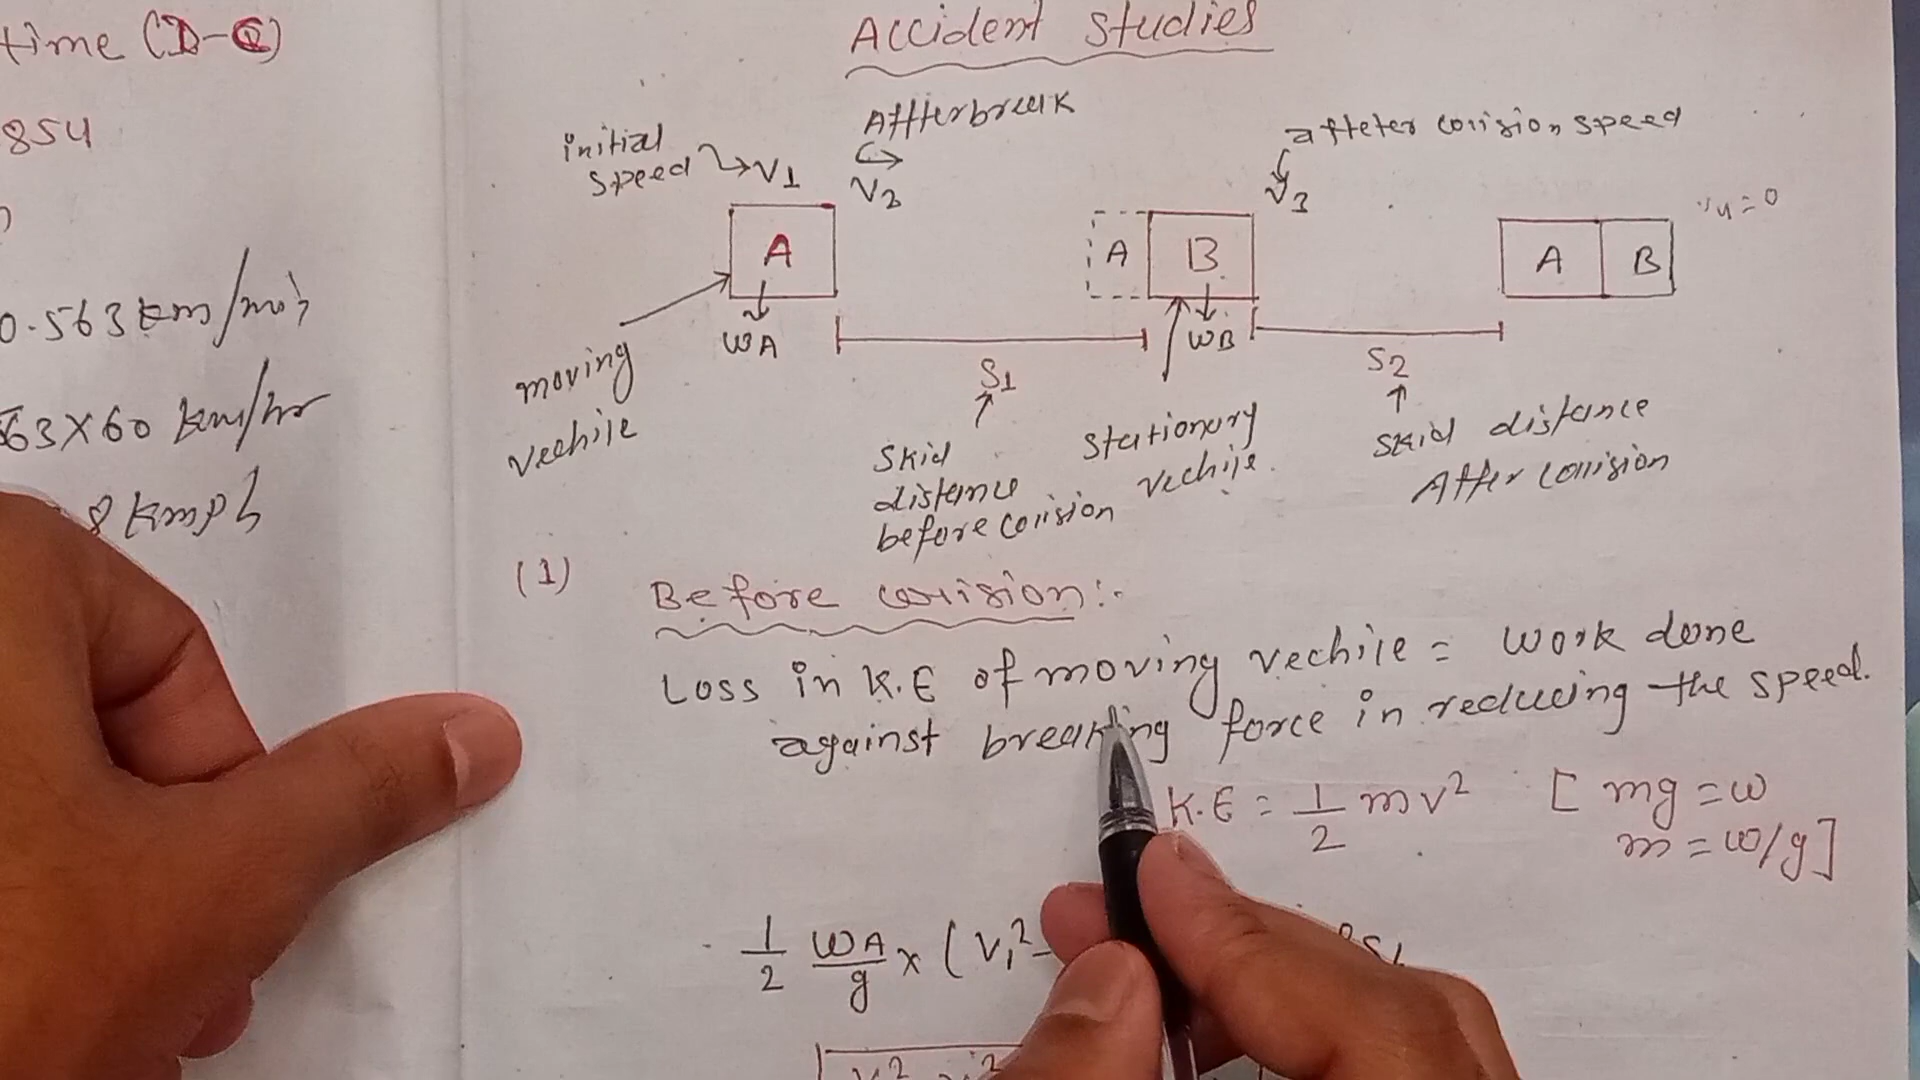 time (D-C)
854
0.563 km/min
63 X 60 km/hr
8 kmph
Accident Studies
Affterbreak
initial
speed
V1
V2
affeter collision speed
V3
V4 = 0
A
A
B
A
B
WA
WB
S1
S2
moving
vechile
Skid
distance
before collision
Stationary
vechile.
Skid distance
After collision
(1)
Before collision:-
Loss in K.E of moving vechile = work done
against breaking force in reducing the speed.
K.E = 1/2 mv² [ mg = w
m = w/g ]
1/2 WA/g x ( V1² -